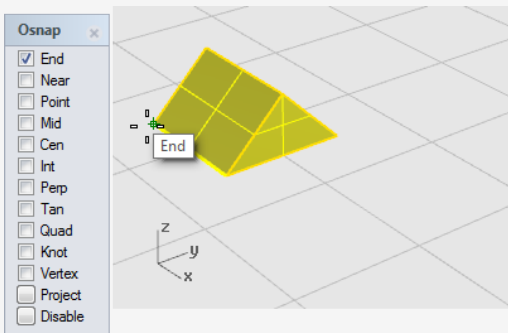 Osnap
End
Near
Point
Mid
Cen
Int
Perp
Tan
Quad
Knot
Vertex
Project
Disable
End
z
y
x